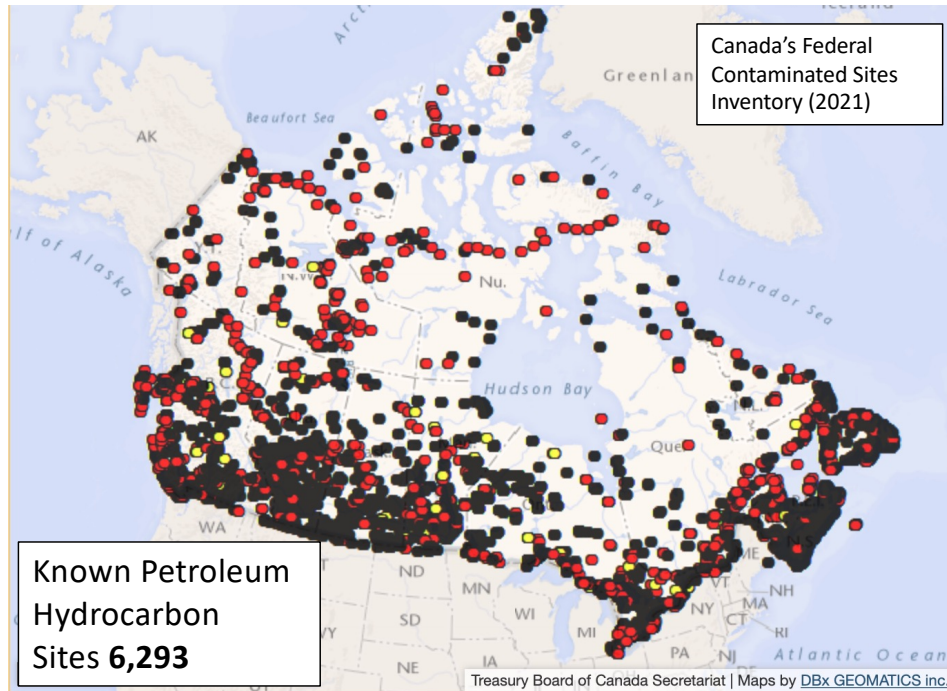 Canada's Federal
Contaminated Sites
Inventory (2021)
Greenlan
Beaufort Sea
AK
Baffin Bay
lf of Alaska
Nu.
Labrador Sea
Hudson Bay
Que
WA
ME
ND
MN
VT
NH
SD
WI
MI
NY
MA
CT
RI
NE
IA
PA
NJ
Atlantic Ocean
Known Petroleum
Hydrocarbon
Sites 6,293
Treasury Board of Canada Secretariat | Maps by DBx GEOMATICS inc